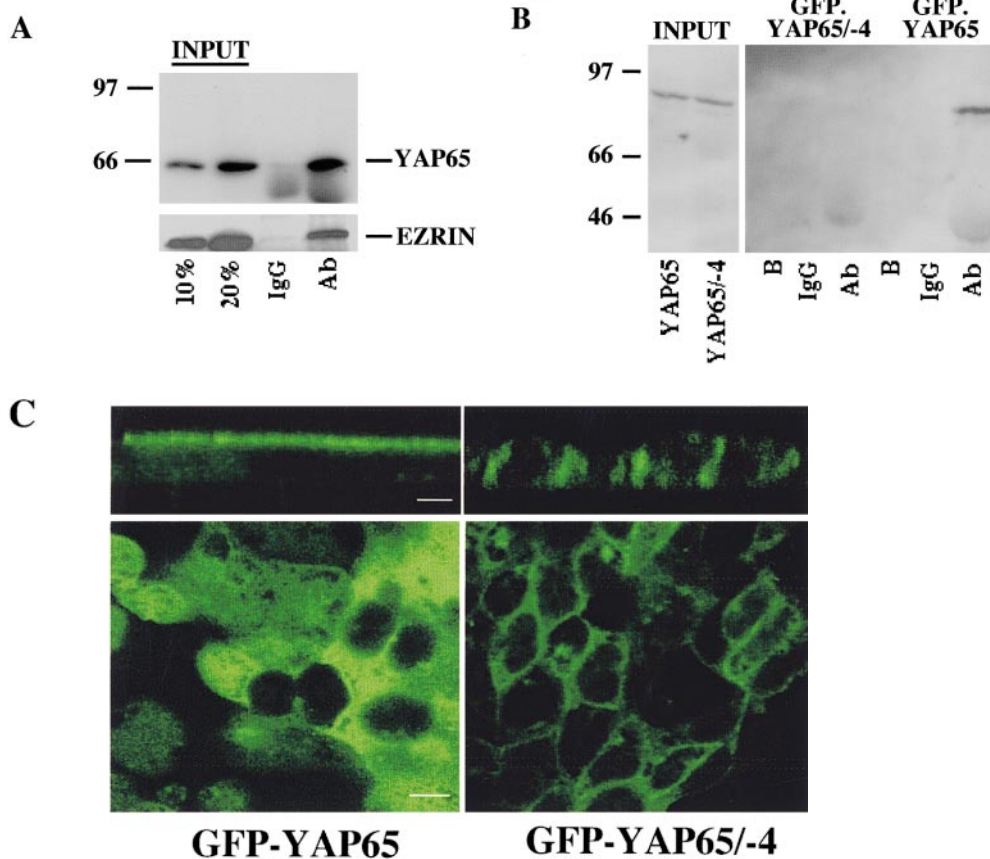 A
INPUT
97
66
YAP65
EZRIN
10%
20%
IgG
Ab
B
INPUT
GFP.
YAP65/-4
GFP.
YAP65
97
66
46
YAP65
YAP65/-4
B
IgG
Ab
B
IgG
Ab
C
GFP-YAP65
GFP-YAP65/-4